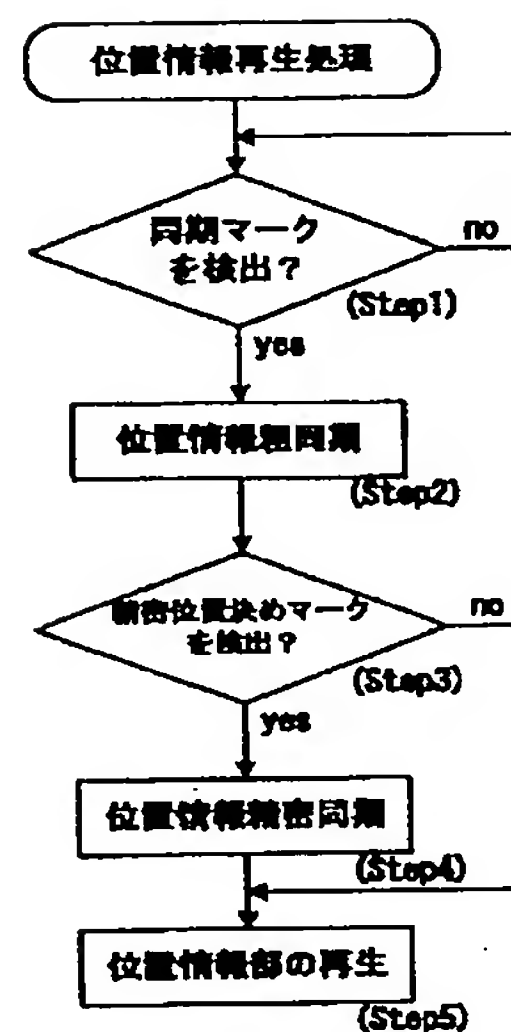 位置情報再生処理
同期マーク
を検出？
no
(Step1)
yes
位置情報粗同期
(Step2)
精密位置決めマーク
を検出？
no
(Step3)
yes
位置情報精密同期
(Step4)
位置情報部の再生
(Step5)